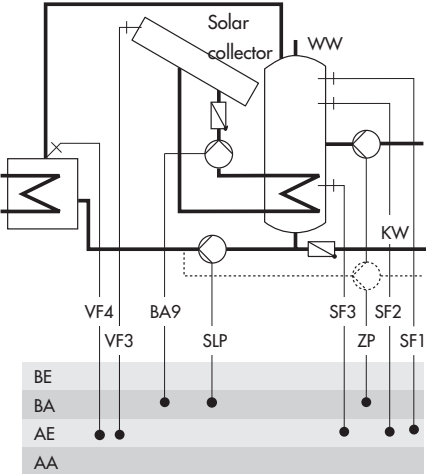 Solar
collector
WW
KW
VF4 BA9 SF3 SF2
VF3 SLP ZP SF1
BE
BA
AE
AA